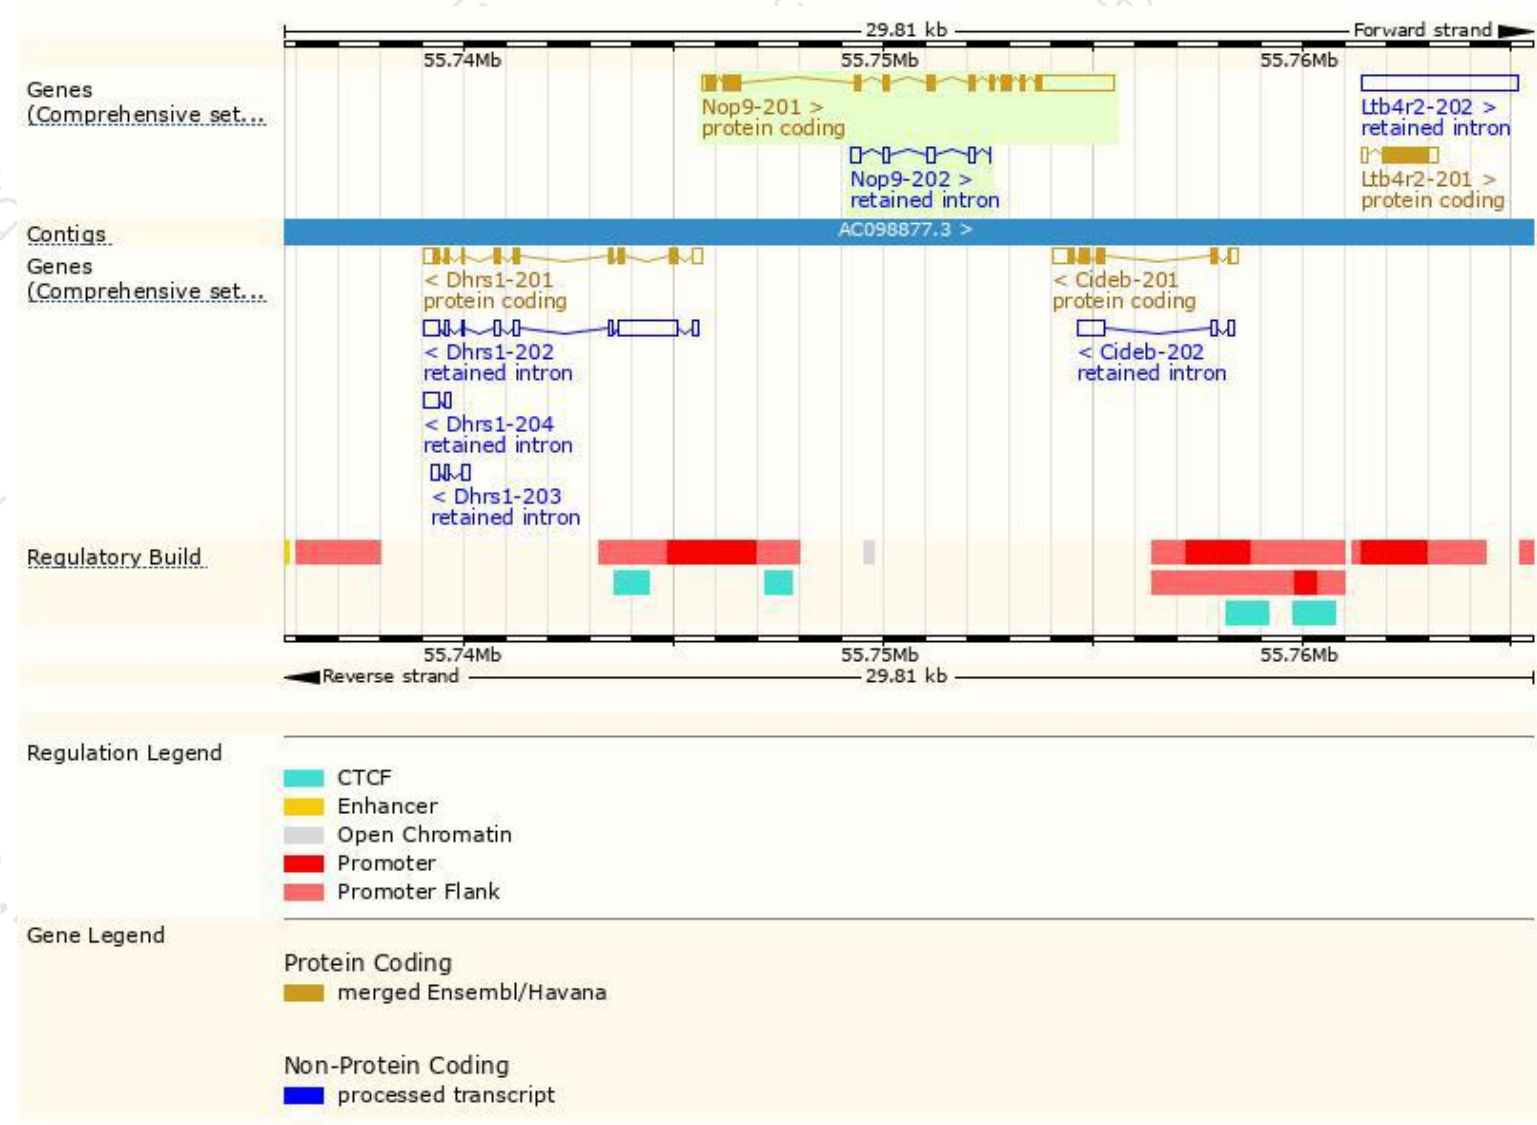 29.81 kb Forward strand
55.74Mb 55.75Mb 55.76Mb
Genes
(Comprehensive set...
Nop9-201 >
protein coding
Ltb4r2-202 >
retained intron
Nop9-202 >
retained intron
Ltb4r2-201 >
protein coding
Contigs
AC098877.3 >
Genes
(Comprehensive set...
< Dhrs1-201
protein coding
< Cideb-201
protein coding
< Dhrs1-202
retained intron
< Cideb-202
retained intron
< Dhrs1-204
retained intron
< Dhrs1-203
retained intron
Regulatory Build
55.74Mb 55.75Mb 55.76Mb
Reverse strand 29.81 kb
Regulation Legend
CTCF
Enhancer
Open Chromatin
Promoter
Promoter Flank
Gene Legend
Protein Coding
merged Ensembl/Havana
Non-Protein Coding
processed transcript